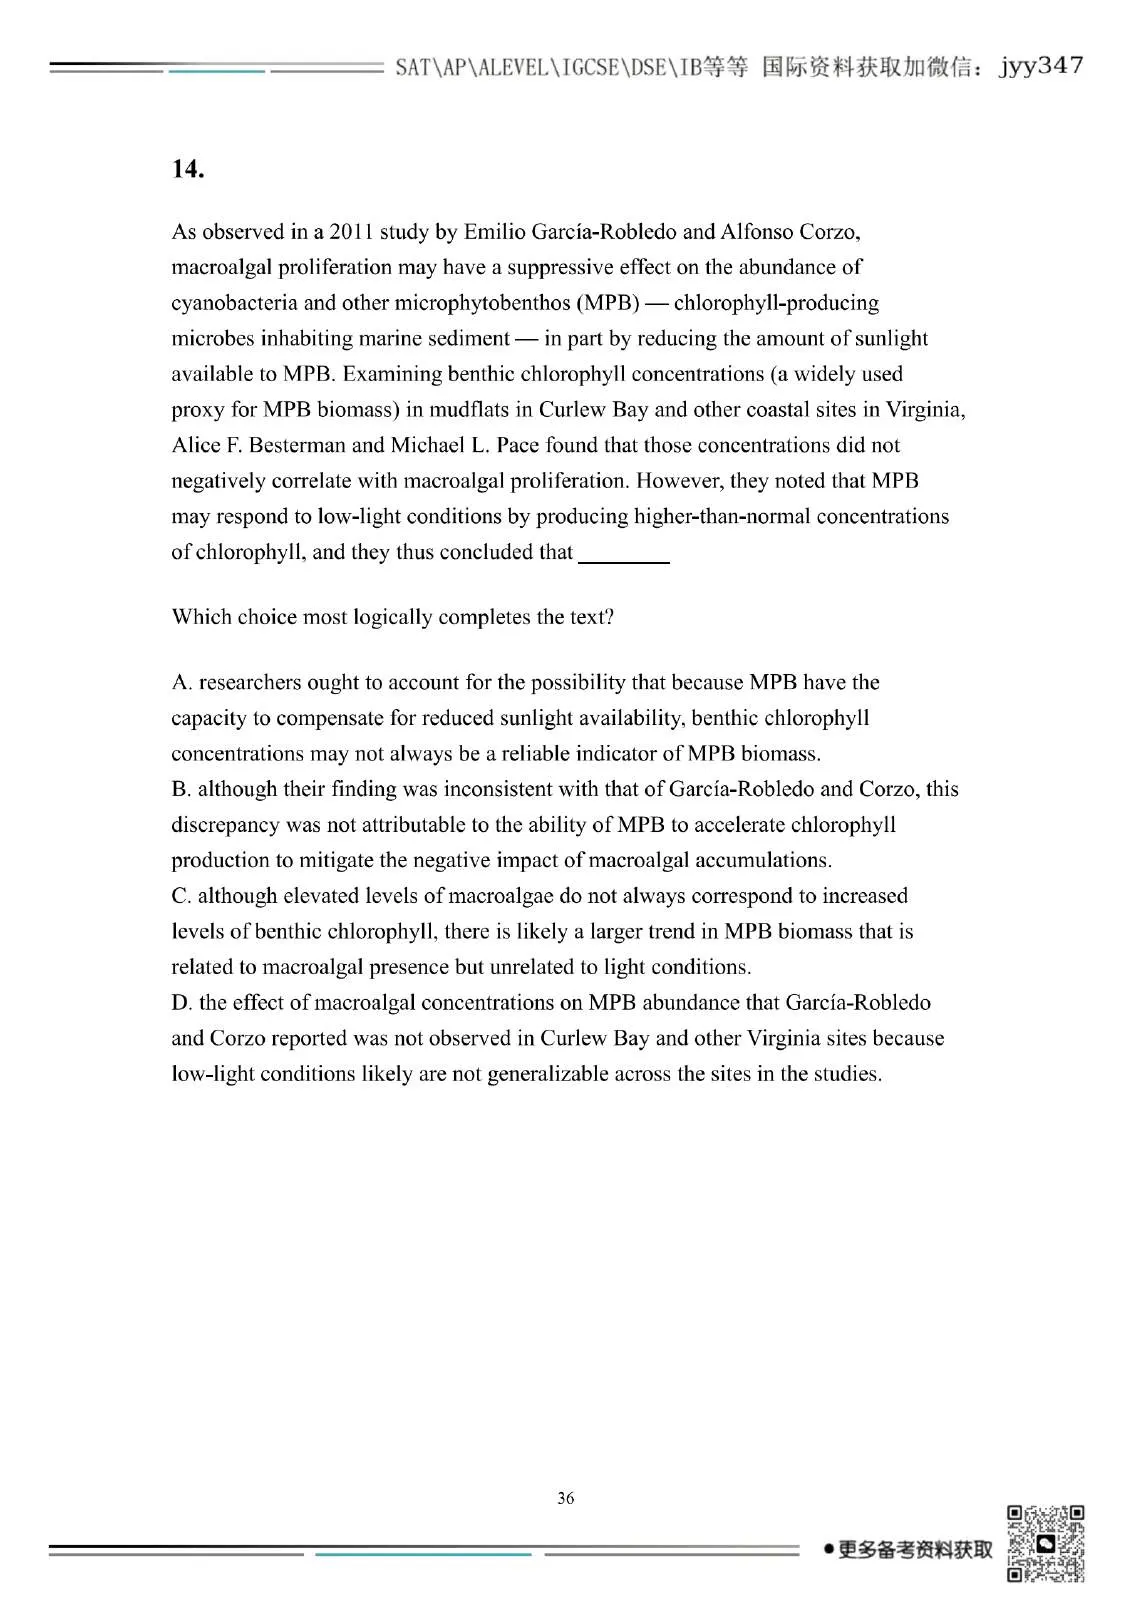 SAT\AP\ALEVEL\IGCSE\DSE\IB等等 国际资料获取加微信： jyy347
14.
As observed in a 2011 study by Emilio García-Robledo and Alfonso Corzo,
macroalgal proliferation may have a suppressive effect on the abundance of
cyanobacteria and other microphytobenthos (MPB) — chlorophyll-producing
microbes inhabiting marine sediment — in part by reducing the amount of sunlight
available to MPB. Examining benthic chlorophyll concentrations (a widely used
proxy for MPB biomass) in mudflats in Curlew Bay and other coastal sites in Virginia,
Alice F. Besterman and Michael L. Pace found that those concentrations did not
negatively correlate with macroalgal proliferation. However, they noted that MPB
may respond to low-light conditions by producing higher-than-normal concentrations
of chlorophyll, and they thus concluded that ________
Which choice most logically completes the text?
A. researchers ought to account for the possibility that because MPB have the
capacity to compensate for reduced sunlight availability, benthic chlorophyll
concentrations may not always be a reliable indicator of MPB biomass.
B. although their finding was inconsistent with that of García-Robledo and Corzo, this
discrepancy was not attributable to the ability of MPB to accelerate chlorophyll
production to mitigate the negative impact of macroalgal accumulations.
C. although elevated levels of macroalgae do not always correspond to increased
levels of benthic chlorophyll, there is likely a larger trend in MPB biomass that is
related to macroalgal presence but unrelated to light conditions.
D. the effect of macroalgal concentrations on MPB abundance that García-Robledo
and Corzo reported was not observed in Curlew Bay and other Virginia sites because
low-light conditions likely are not generalizable across the sites in the studies.
36
●更多备考资料获取